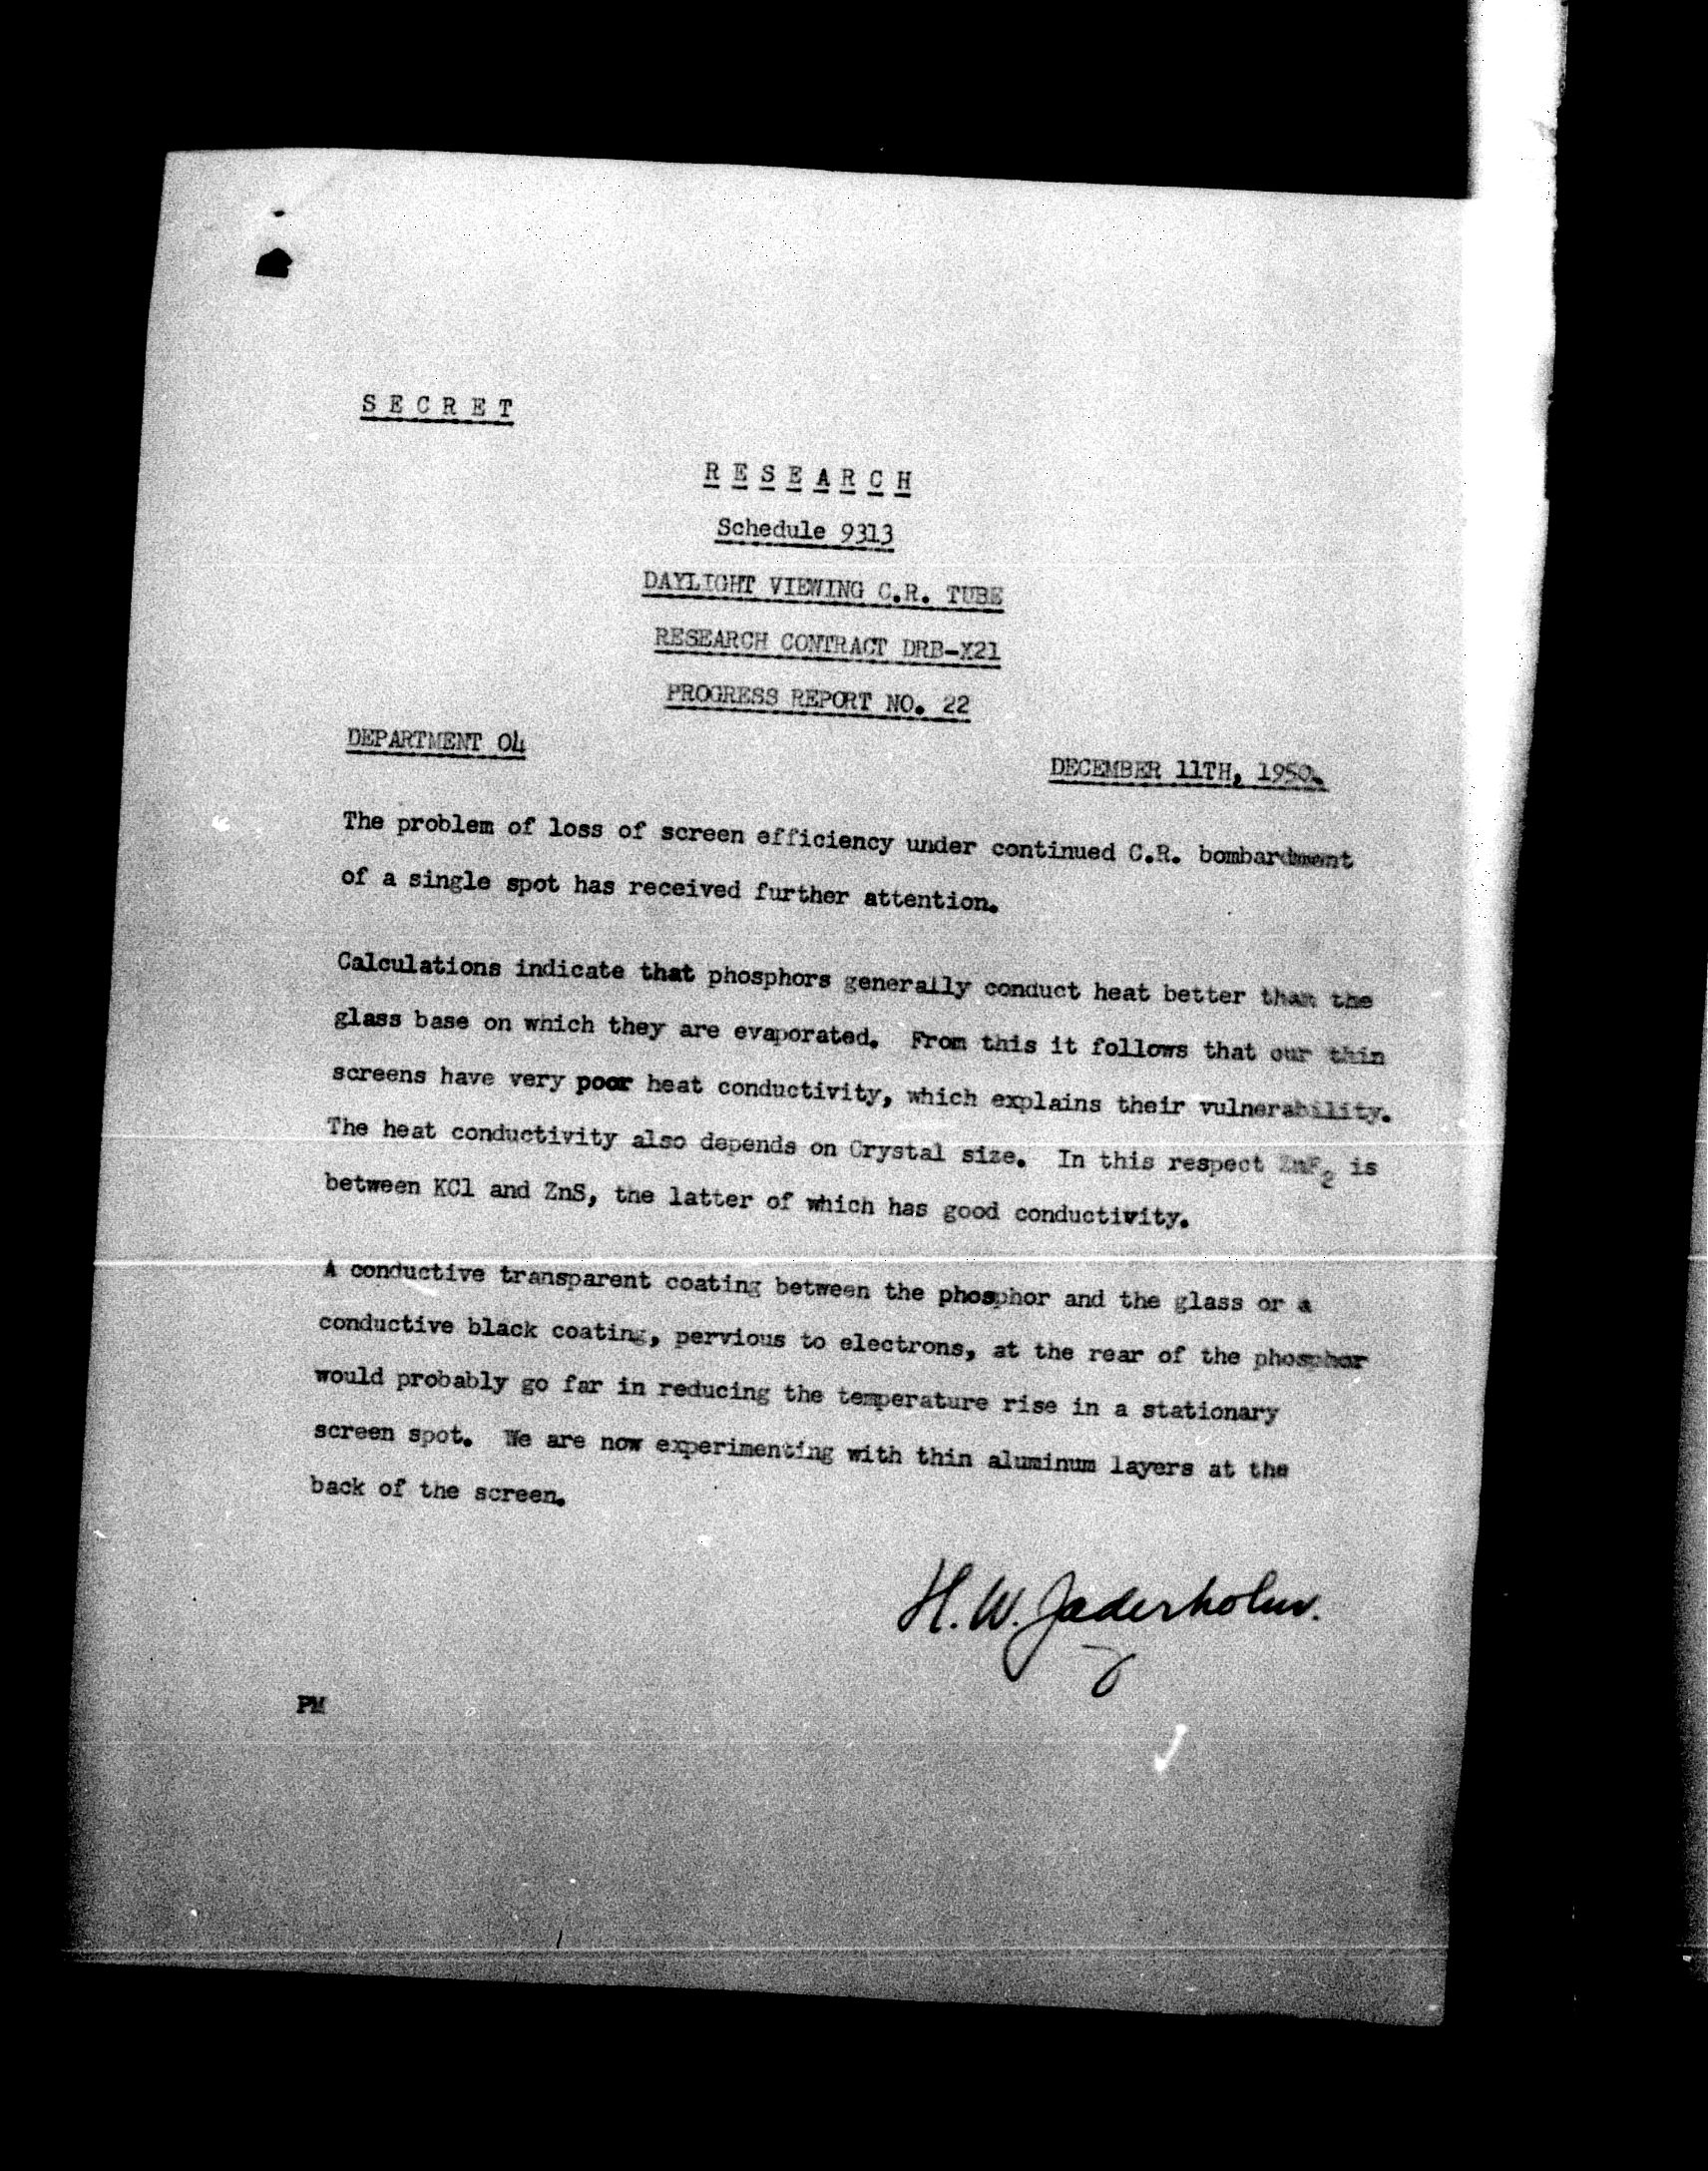 S E C R E T
R E S E A R C H
Schedule 9313
DAYLIGHT VIEWING C.R. TUBE
RESEARCH CONTRACT DRB-X21
PROGRESS REPORT NO. 22
DEPARTMENT 04
DECEMBER 11TH, 1950.
The problem of loss of screen efficiency under continued C.R. bombardment
of a single spot has received further attention.
Calculations indicate that phosphors generally conduct heat better than the
glass base on which they are evaporated. From this it follows that our thin
screens have very poor heat conductivity, which explains their vulnerability.
The heat conductivity also depends on Crystal size. In this respect ZnF2 is
between KCl and ZnS, the latter of which has good conductivity.
A conductive transparent coating between the phosphor and the glass or a
conductive black coating, pervious to electrons, at the rear of the phosphor
would probably go far in reducing the temperature rise in a stationary
screen spot. We are now experimenting with thin aluminum layers at the
back of the screen.
H. W. Jaderholm.
PM